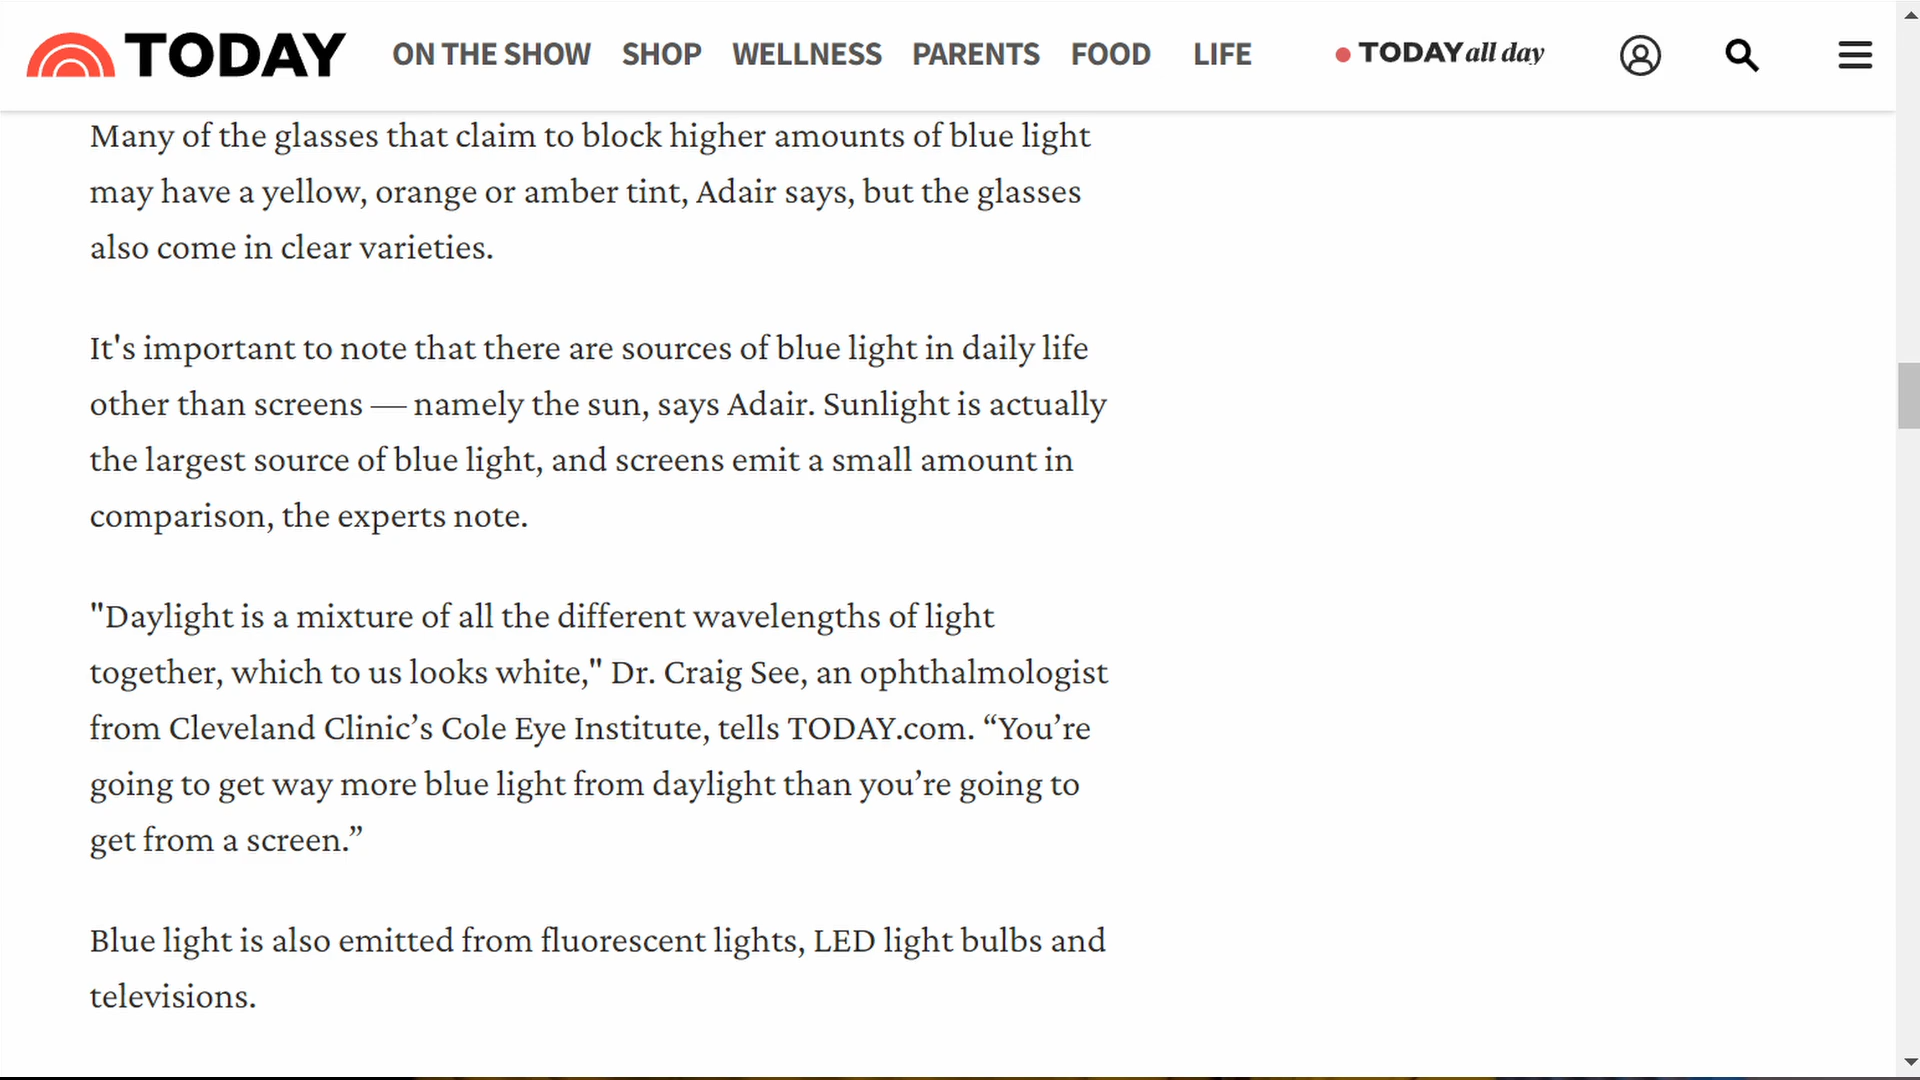 TODAY ON THE SHOW SHOP WELLNESS PARENTS FOOD LIFE TODAY all day
Many of the glasses that claim to block higher amounts of blue light
may have a yellow, orange or amber tint, Adair says, but the glasses
also come in clear varieties.
It's important to note that there are sources of blue light in daily life
other than screens — namely the sun, says Adair. Sunlight is actually
the largest source of blue light, and screens emit a small amount in
comparison, the experts note.
"Daylight is a mixture of all the different wavelengths of light
together, which to us looks white," Dr. Craig See, an ophthalmologist
from Cleveland Clinic’s Cole Eye Institute, tells TODAY.com. “You’re
going to get way more blue light from daylight than you’re going to
get from a screen.”
Blue light is also emitted from fluorescent lights, LED light bulbs and
televisions.